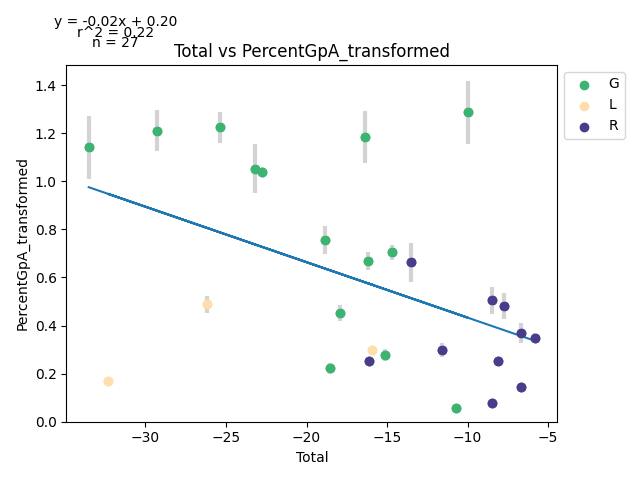 y = -0.02x + 0.20
r^2 = 0.22
n = 27
Total vs PercentGpA_transformed
G
L
R
PercentGpA_transformed
1.4
1.2
1.0
0.8
0.6
0.4
0.2
0.0
−30
−25
−20
−15
−10
−5
Total